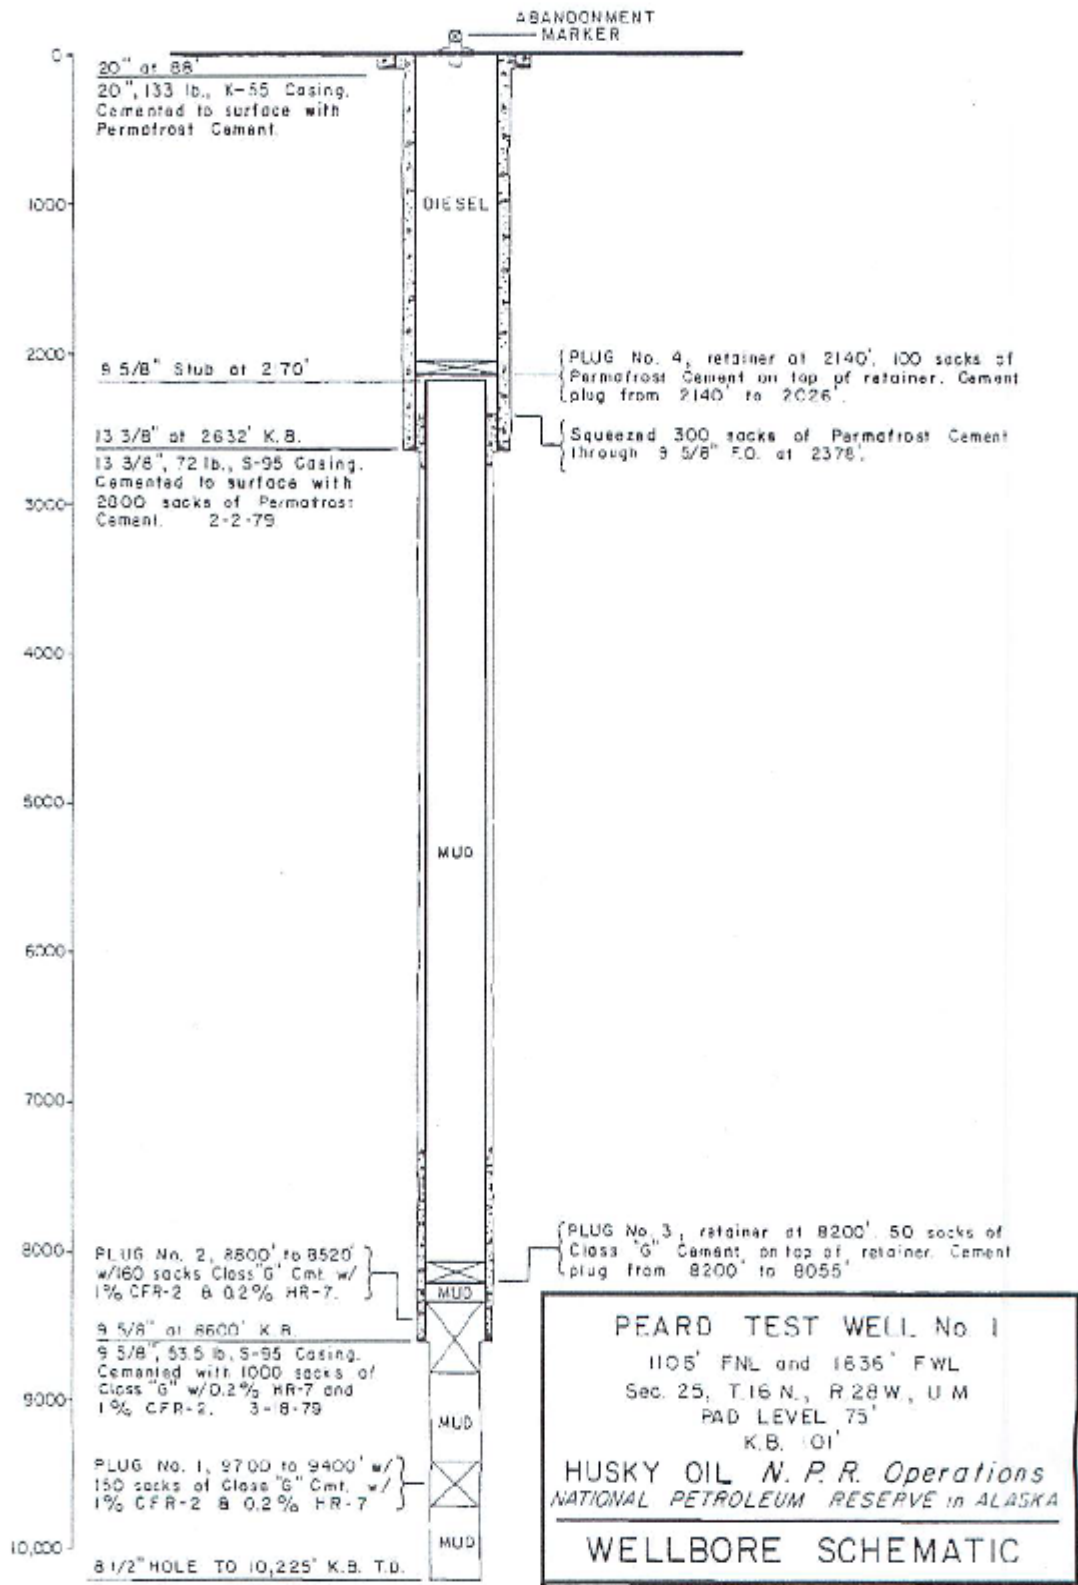 ABANDONMENT
MARKER
0
20" at 88'
20", 133 lb., K-55 Casing.
Cemented to surface with
Permafrost Cement.
1000
DIESEL
2000
9 5/8" Stub at 2170'
PLUG No. 4, retainer at 2140', 100 sacks of
Permafrost Cement on top of retainer. Cement
plug from 2140' to 2026'.
13 3/8" at 2632' K.B.
Squeezed 300 sacks of Permafrost Cement
through 9 5/8" F.O. at 2378'.
13 3/8", 72 lb., S-95 Casing.
Cemented to surface with
2800 sacks of Permafrost
Cement. 2-2-79
3000
4000
5000
MUD
6000
7000
8000
PLUG No. 3, retainer at 8200'. 50 sacks of
Class "G" Cement, on top of retainer. Cement
plug from 8200' to 8055'
PLUG No. 2, 8800' to 8520'
w/160 sacks Class "G" Cmt. w/
1% CFR-2 & 0.2% HR-7.
MUD
9 5/8" at 8600' K.B.
9 5/8", 53.5 lb, S-95 Casing.
Cemented with 1000 sacks of
Class "G" w/0.2% HR-7 and
1% CFR-2. 3-18-79
9000
MUD
PLUG No. 1, 9700 to 9400' w/
150 sacks of Class "G" Cmt. w/
1% CFR-2 & 0.2% HR-7
10,000
MUD
8 1/2" HOLE TO 10,225' K.B. T.D.
PEARD TEST WELL No. 1
1105' FNL and 1636' FWL
Sec. 25, T.16 N., R.28 W., U M
PAD LEVEL 75'
K.B. 101'
HUSKY OIL N. P. R. Operations
NATIONAL PETROLEUM RESERVE in ALASKA
WELLBORE SCHEMATIC